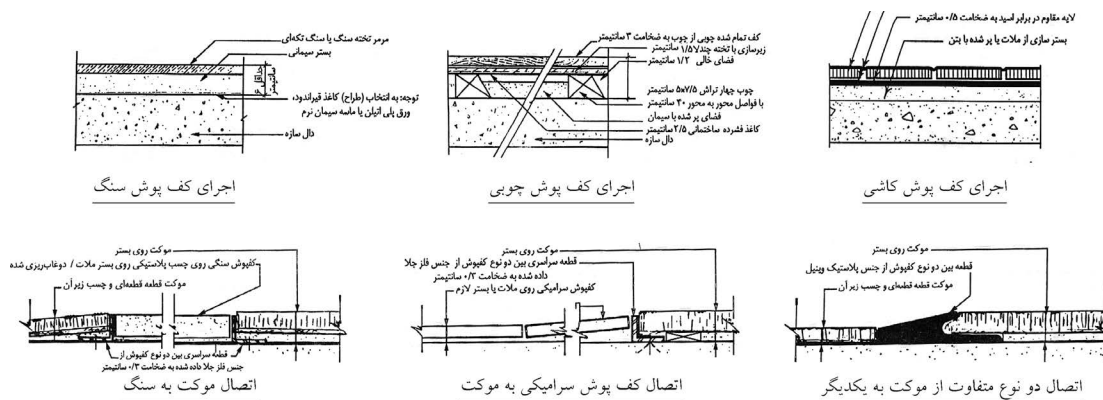 لایه مقاوم در برابر اسید به ضخامت ۰/۵ سانتیمتر
بستر سازی از ملات یا پر شده با بتن
اجرای کف پوش کاشی
کف تمام شده چوبی از چوب به ضخامت ۳ سانتیمتر
زیرسازی با تخته چندلا ۱/۵ سانتیمتر
فضای خالی ۱/۲ سانتیمتر
چوب چهار تراش ۵×۷/۵ سانتیمتر
با فواصل محور به محور ۳۰ سانتیمتر
فضای پر شده با سیمان
کاغذ فشرده ساختمانی ۲/۵ سانتیمتر
دال سازه
اجرای کف پوش چوبی
مرمر تخته سنگ یا سنگ تکه‌ای
بستر سیمانی
حداقل ۶ سانتیمتر
توجه: به انتخاب (طراح) کاغذ قیراندود،
ورق پلی اتیلن یا ماسه سیمان نرم
دال سازه
اجرای کف پوش سنگ
موکت روی بستر
قطعه بین دو نوع کفپوش از جنس پلاستیک وینیل
موکت قطعه قطعه‌ای و چسب زیر آن
اتصال دو نوع متفاوت از موکت به یکدیگر
موکت روی بستر
قطعه سراسری بین دو نوع کفپوش از جنس فلز جلا
داده شده به ضخامت ۰/۳ سانتیمتر
کفپوش سرامیکی روی ملات یا بستر لازم
اتصال کف پوش سرامیکی به موکت
موکت روی بستر
کفپوش سنگی روی چسب پلاستیکی روی بستر ملات / دوغاب‌ریزی شده
موکت قطعه قطعه‌ای و چسب زیر آن
قطعه سراسری بین دو نوع کفپوش از
جنس فلز جلا داده شده به ضخامت ۰/۳ سانتیمتر
اتصال موکت به سنگ